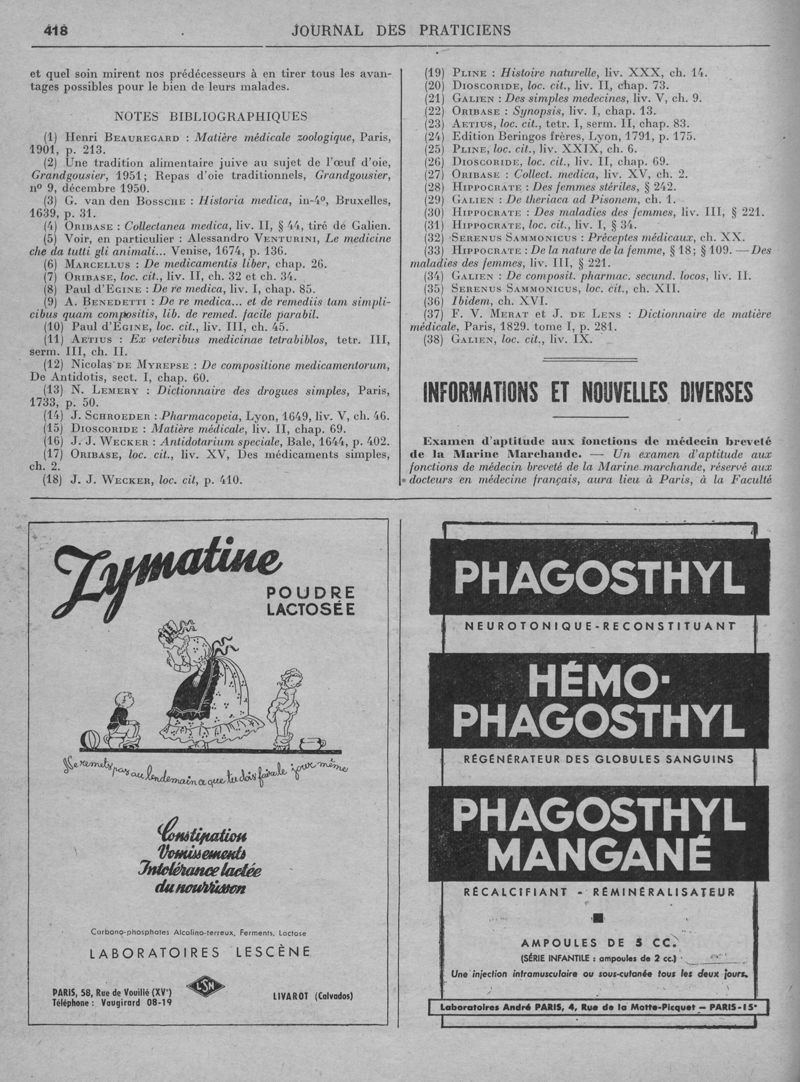 418
JOURNAL DES PRATICIENS
et quel soin mirent nos prédécesseurs à en tirer tous les avan-
tages possibles pour le bien de leurs malades.
NOTES BIBLIOGRAPHIQUES
(1) Henri BEAUREGARD : Matière médicale zoologique, Paris,
1901, p. 213.
(2) Une tradition alimentaire juive au sujet de l'œuf d'oie,
Grandgousier, 1951; Repas d'oie traditionnels, Grandgousier,
n° 9, décembre 1950.
(3) G. van den BOSSCHE : Historia medica, in-4°, Bruxelles,
1639, p. 31.
(4) ORIBASE : Collectanea medica, liv. II, § 44, tiré de Galien.
(5) Voir, en particulier : Alessandro VENTURINI, Le medicine
che da tutti gli animali... Venise, 1674, p. 136.
(6) MARCELLUS : De medicamentis liber, chap. 26.
(7) ORIBASE, loc. cit., liv. II, ch. 32 et ch. 34.
(8) Paul d'EGINE : De re medica, liv. I, chap. 85.
(9) A. BENEDETTI : De re medica... et de remediis tam simpli-
cibus quam compositis, lib. de remed. facile parabil.
(10) Paul d'EGINE, loc. cit., liv. III, ch. 45.
(11) AETIUS : Ex veteribus medicinae tetrabiblos, tetr. III,
serm. III, ch. II.
(12) Nicolas DE MYREPSE : De compositione medicamentorum,
De Antidotis, sect. I, chap. 60.
(13) N. LEMERY : Dictionnaire des drogues simples, Paris,
1733, p. 50.
(14) J. SCHROEDER : Pharmacopeia, Lyon, 1649, liv. V, ch. 46.
(15) DIOSCORIDE : Matière médicale, liv. II, chap. 69.
(16) J. J. WECKER : Antidotarium speciale, Bale, 1644, p. 402.
(17) ORIBASE, loc. cit., liv. XV, Des médicaments simples,
ch. 2.
(18) J. J. WECKER, loc. cit, p. 410.
(19) PLINE : Histoire naturelle, liv. XXX, ch. 14.
(20) DIOSCORIDE, loc. cit., liv. II, chap. 73.
(21) GALIEN : Des simples medecines, liv. V, ch. 9.
(22) ORIBASE : Synopsis, liv. I, chap. 13.
(23) AETIUS, loc. cit., tetr. I, serm. II, chap. 83.
(24) Edition Beringos frères, Lyon, 1791, p. 175.
(25) PLINE, loc. cit., liv. XXIX, ch. 6.
(26) DIOSCORIDE, loc. cit., liv. II, chap. 69.
(27) ORIBASE : Collect. medica, liv. XV, ch. 2.
(28) HIPPOCRATE : Des femmes stériles, § 242.
(29) GALIEN : De theriaca ad Pisonem, ch. 1.
(30) HIPPOCRATE : Des maladies des femmes, liv. III, § 221.
(31) HIPPOCRATE, loc. cit., liv. I, § 34.
(32) SERENUS SAMMONICUS : Préceptes médicaux, ch. XX.
(33) HIPPOCRATE : De la nature de la femme, § 18; § 109. — Des
maladies des femmes, liv. III, § 221.
(34) GALIEN : De composit. pharmac. secund. locos, liv. II.
(35) SERENUS SAMMONICUS, loc. cit., ch. XII.
(36) Ibidem, ch. XVI.
(37) F. V. MERAT et J. DE LENS : Dictionnaire de matière
médicale, Paris, 1829. tome I, p. 281.
(38) GALIEN, loc. cit., liv. IX.
INFORMATIONS ET NOUVELLES DIVERSES
Examen d'aptitude aux fonctions de médecin breveté
de la Marine Marchande. — Un examen d'aptitude aux
fonctions de médecin breveté de la Marine marchande, réservé aux
docteurs en médecine français, aura lieu à Paris, à la Faculté
Zymatine
POUDRE
LACTOSÉE
Ne remets pas au lendemain ce que tu dois faire le jour même
Constipation
Vomissements
Intolérance lactée
du nourrisson
Carbono-phosphates Alcalino-terreux, Ferments, Lactose
LABORATOIRES LESCÈNE
PARIS, 58, Rue de Vouillé (XVe)
Téléphone : Vaugirard 08-19
LSN
LIVAROT (Calvados)
PHAGOSTHYL
NEUROTONIQUE-RECONSTITUANT
HÉMO-
PHAGOSTHYL
RÉGÉNÉRATEUR DES GLOBULES SANGUINS
PHAGOSTHYL
MANGANÉ
RÉCALCIFIANT - RÉMINÉRALISATEUR
AMPOULES DE 5 CC.
(SÉRIE INFANTILE : ampoules de 2 cc.)
Une injection intramusculaire ou sous-cutanée tous les deux jours.
Laboratoires André PARIS, 4, Rue de la Motte-Picquet — PARIS-15e